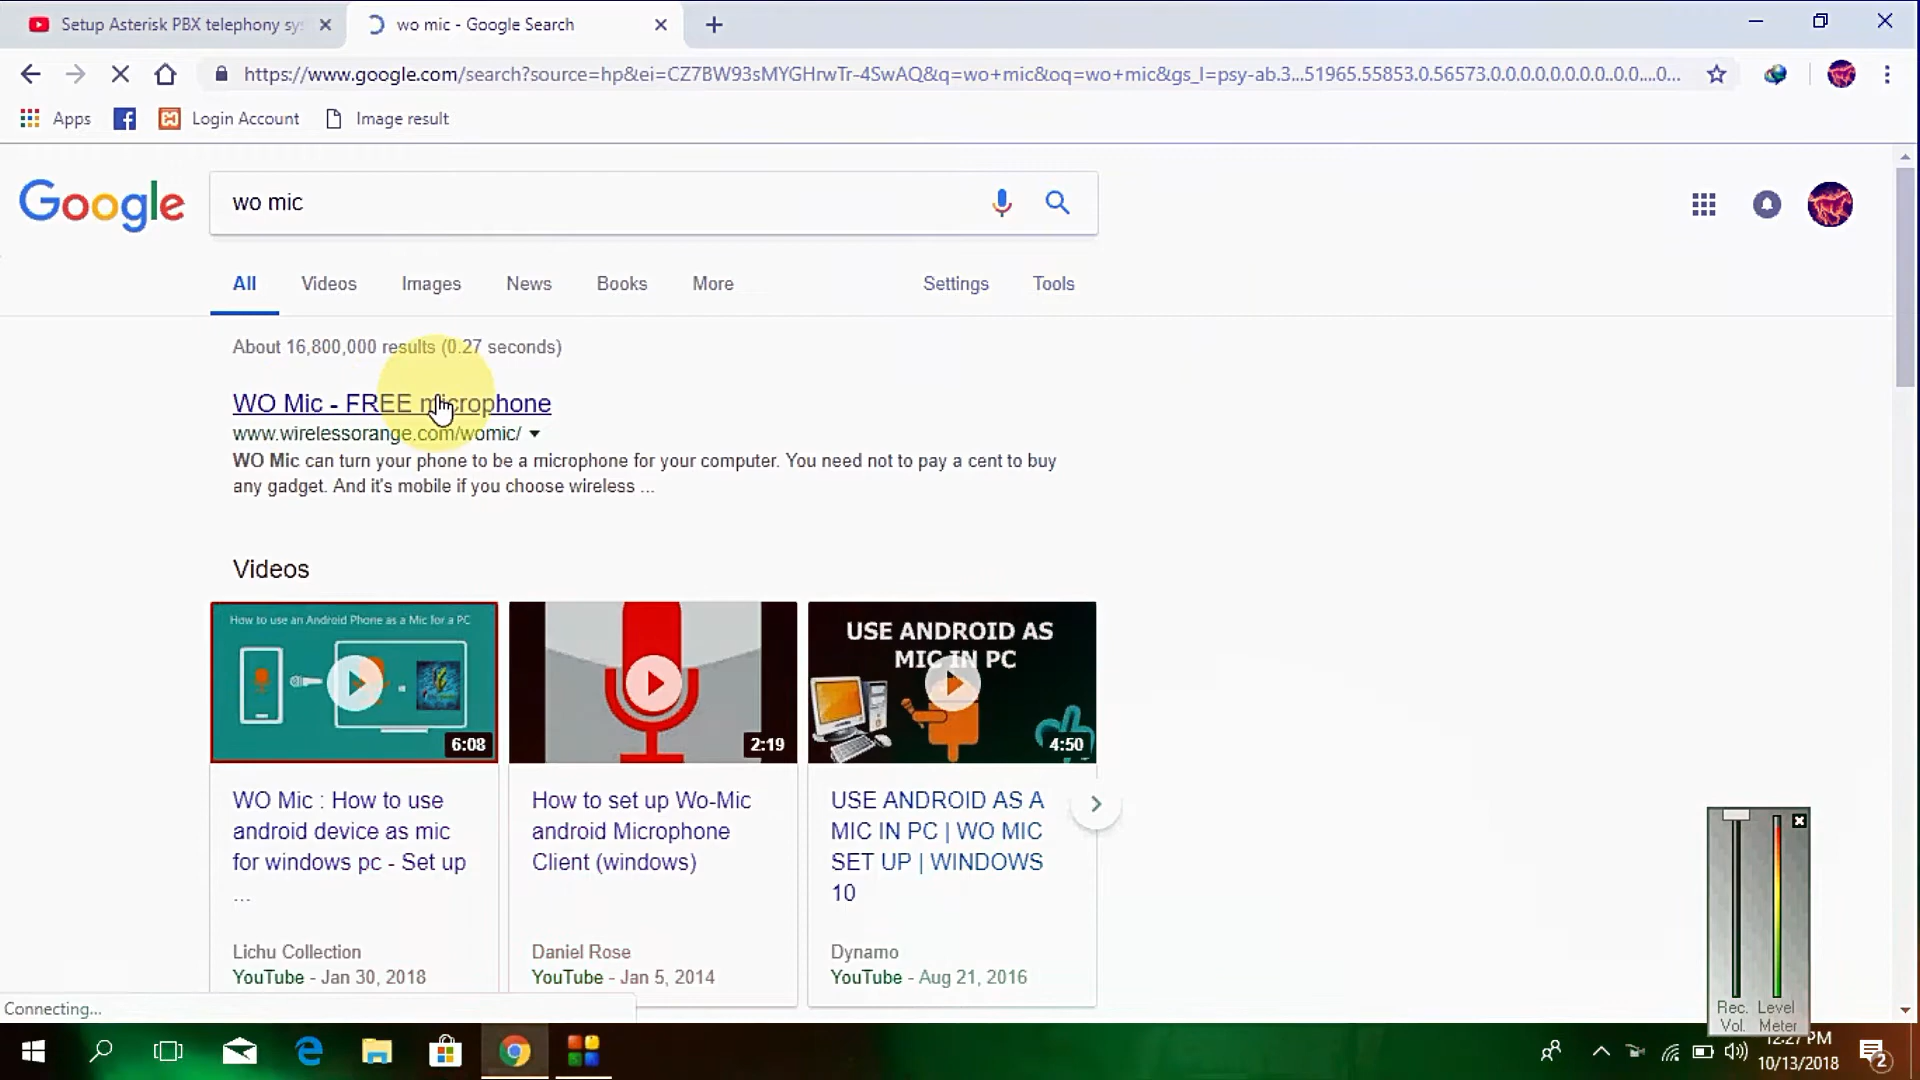 Setup Asterisk PBX telephony sys
wo mic - Google Search
https://www.google.com/search?source=hp&ei=CZ7BW93sMYGHrwTr-4SwAQ&q=wo+mic&oq=wo+mic&gs_l=psy-ab.3...51965.55853.0.56573.0.0.0.0.0.0.0.0..0.0....0...
Apps
Login Account
Image result
Google
wo mic
All
Videos
Images
News
Books
More
Settings
Tools
About 16,800,000 results (0.27 seconds)
WO Mic - FREE microphone
www.wirelessorange.com/womic/
WO Mic can turn your phone to be a microphone for your computer. You need not to pay a cent to buy
any gadget. And it's mobile if you choose wireless ...
Videos
How to use an Android Phone as a Mic for a PC
6:08
2:19
USE ANDROID AS
MIC IN PC
4:50
WO Mic : How to use
android device as mic
for windows pc - Set up
...
Lichu Collection
YouTube - Jan 30, 2018
How to set up Wo-Mic
android Microphone
Client (windows)
Daniel Rose
YouTube - Jan 5, 2014
USE ANDROID AS A
MIC IN PC | WO MIC
SET UP | WINDOWS
10
Dynamo
YouTube - Aug 21, 2016
Rec. Level
Vol. Meter
Connecting...
12:27 PM
10/13/2018
2